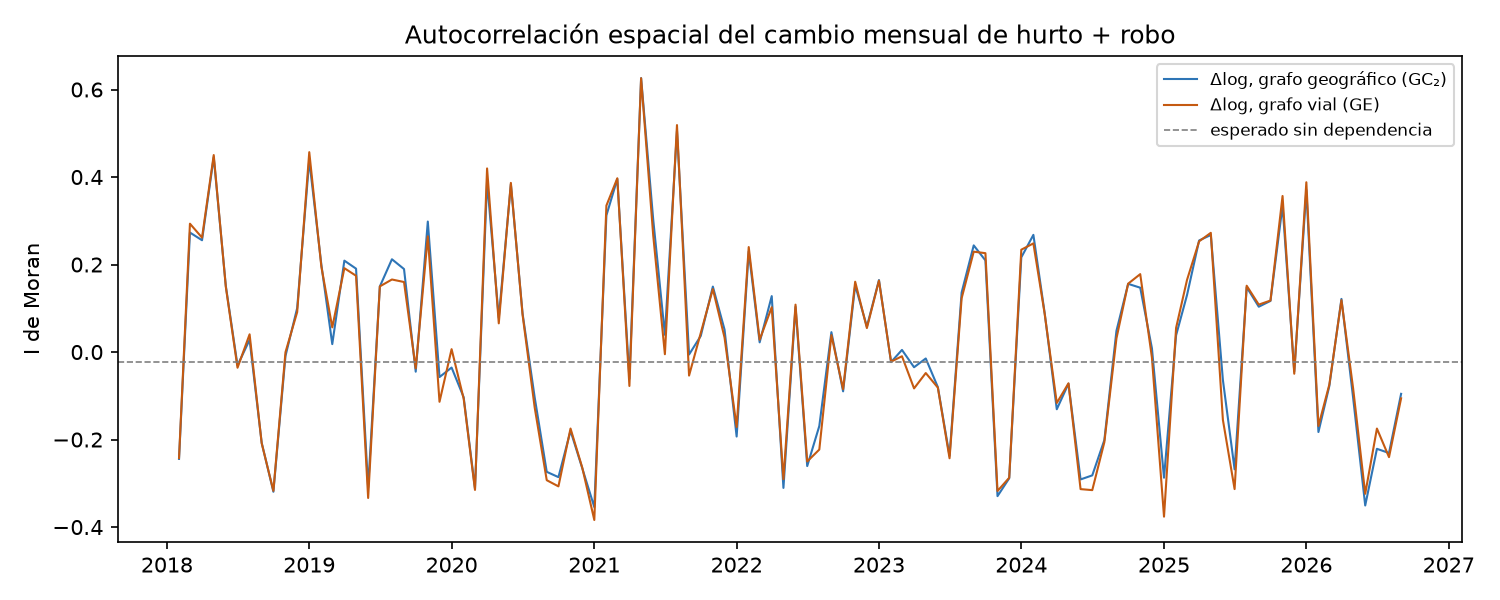 Autocorrelación espacial del cambio mensual de hurto + robo
Δlog, grafo geográfico (GC₂)
Δlog, grafo vial (GE)
esperado sin dependencia
I de Moran
0.6
0.4
0.2
0.0
−0.2
−0.4
2018 2019 2020 2021 2022 2023 2024 2025 2026 2027